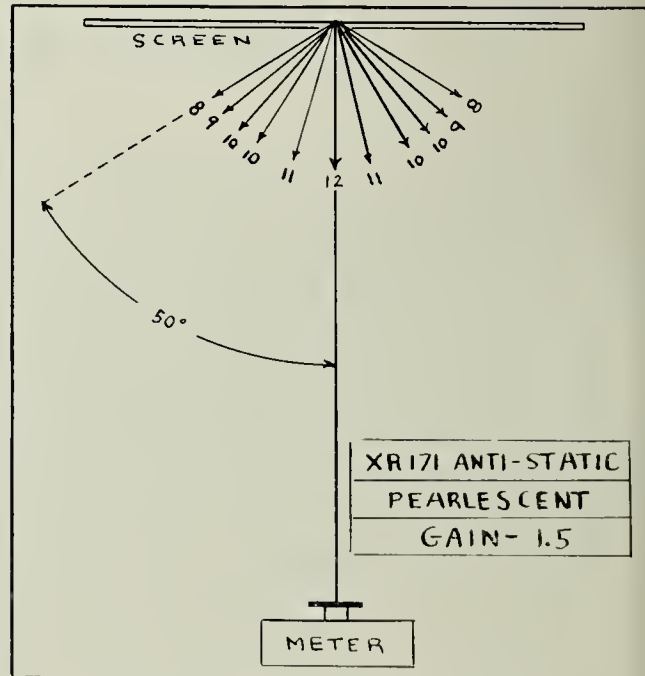 SCREEN
8 9 10 10 11 12 11 10 10 9 8
50°
XR171 ANTI-STATIC
PEARLESCENT
GAIN- 1.5
METER